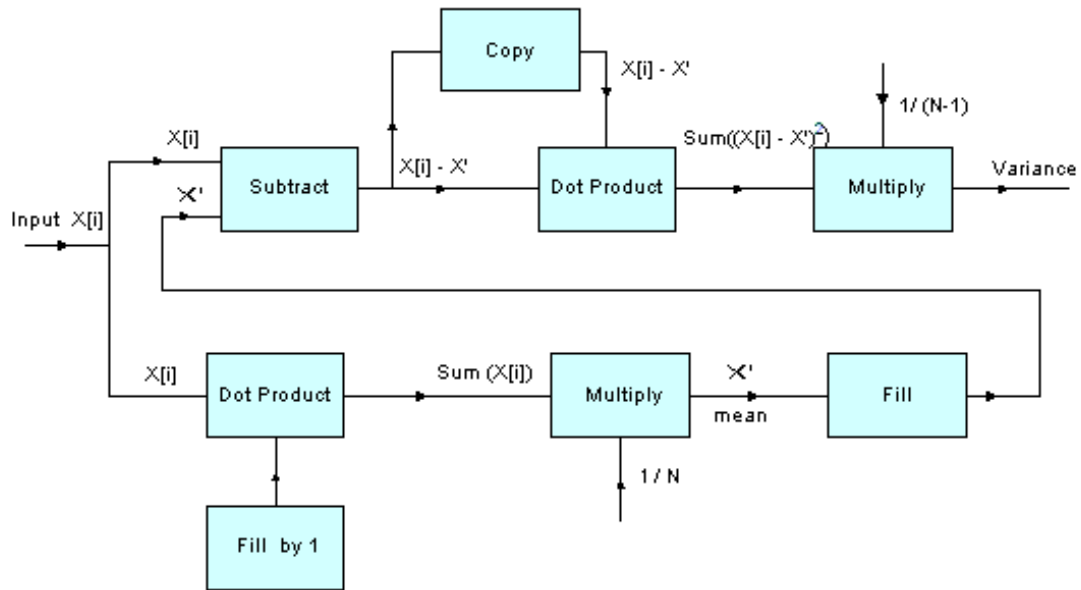 Copy
X[i] - X'
1/ (N-1)
X[i]
Sum((X[i] - X')²)
X[i] - X'
Subtract
Dot Product
Multiply
Variance
X'
Input X[i]
X[i]
Sum (X[i])
X'
Dot Product
Multiply
Fill
mean
1 / N
Fill by 1